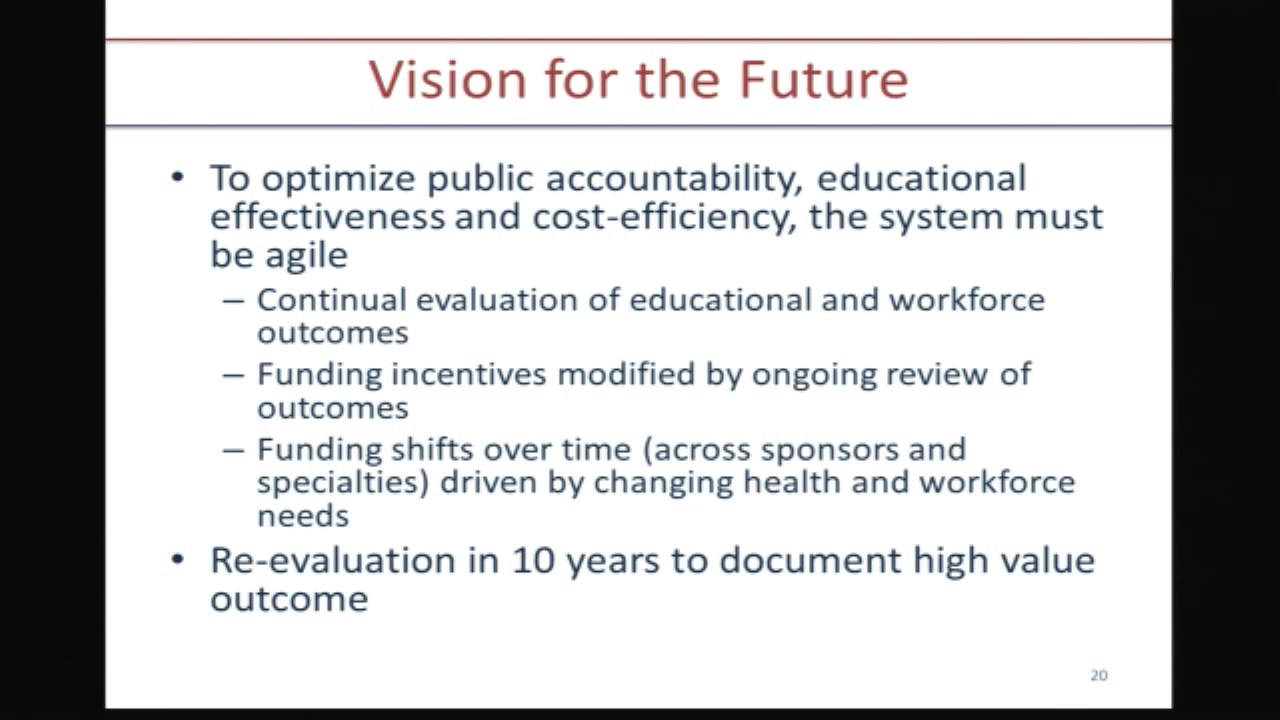 Vision for the Future
• To optimize public accountability, educational
effectiveness and cost-efficiency, the system must
be agile
– Continual evaluation of educational and workforce
outcomes
– Funding incentives modified by ongoing review of
outcomes
– Funding shifts over time (across sponsors and
specialties) driven by changing health and workforce
needs
• Re-evaluation in 10 years to document high value
outcome
20